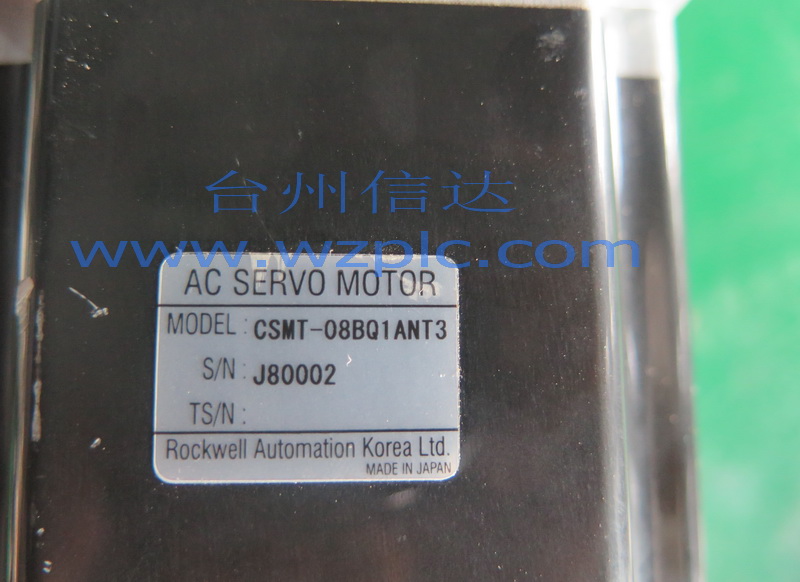 台州信达
www.wzplc.com
AC SERVO MOTOR
MODEL : CSMT-08BQ1ANT3
S/N : J80002
TS/N :
Rockwell Automation Korea Ltd.
MADE IN JAPAN